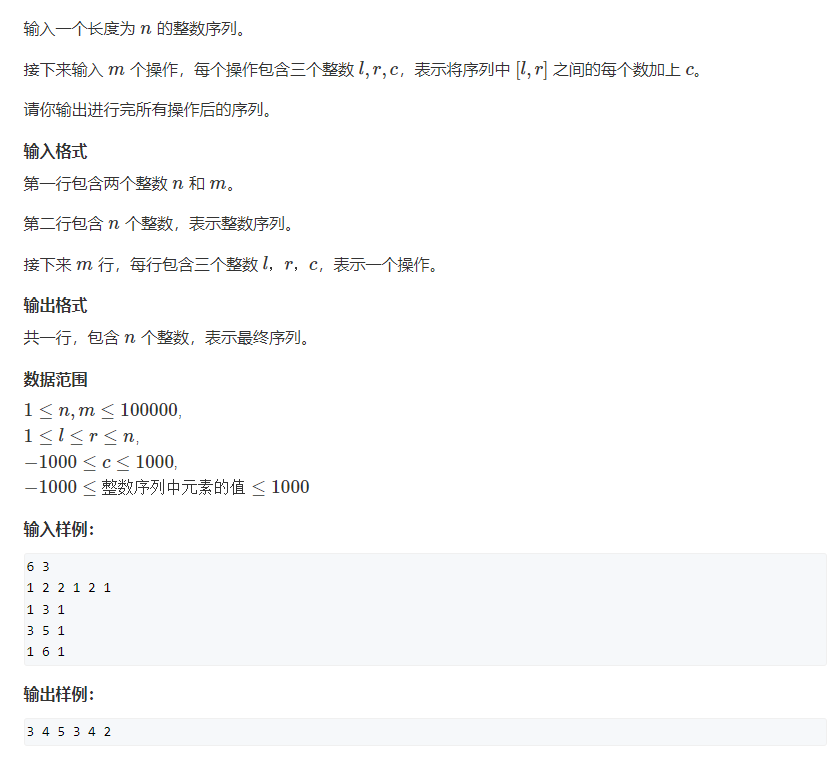 输入一个长度为 n 的整数序列。
接下来输入 m 个操作，每个操作包含三个整数 l, r, c，表示将序列中 [l, r] 之间的每个数加上 c。
请你输出进行完所有操作后的序列。
输入格式
第一行包含两个整数 n 和 m。
第二行包含 n 个整数，表示整数序列。
接下来 m 行，每行包含三个整数 l，r，c，表示一个操作。
输出格式
共一行，包含 n 个整数，表示最终序列。
数据范围
1 ≤ n, m ≤ 100000,
1 ≤ l ≤ r ≤ n,
−1000 ≤ c ≤ 1000,
−1000 ≤ 整数序列中元素的值 ≤ 1000
输入样例：
6 3
1 2 2 1 2 1
1 3 1
3 5 1
1 6 1
输出样例：
3 4 5 3 4 2